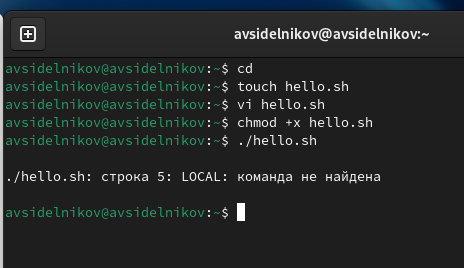 avsidelnikov@avsidelnikov:~
avsidelnikov@avsidelnikov:~$ cd
avsidelnikov@avsidelnikov:~$ touch hello.sh
avsidelnikov@avsidelnikov:~$ vi hello.sh
avsidelnikov@avsidelnikov:~$ chmod +x hello.sh
avsidelnikov@avsidelnikov:~$ ./hello.sh
./hello.sh: строка 5: LOCAL: команда не найдена
avsidelnikov@avsidelnikov:~$